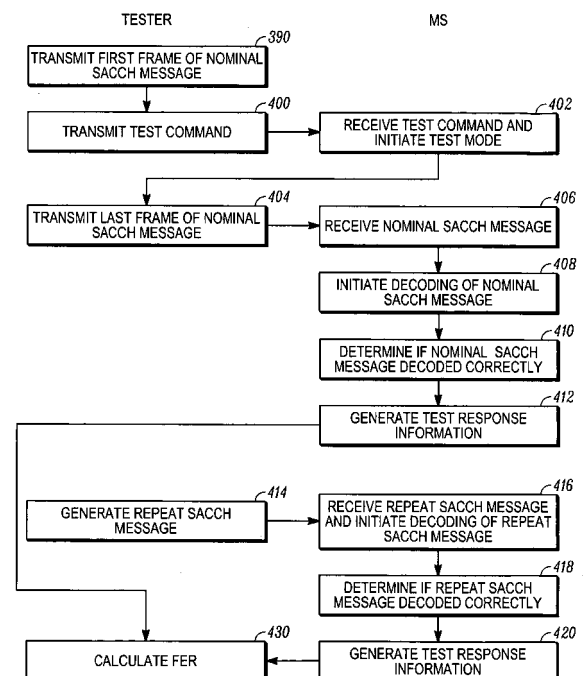 TESTER
MS
390
TRANSMIT FIRST FRAME OF NOMINAL
SACCH MESSAGE
400
TRANSMIT TEST COMMAND
402
RECEIVE TEST COMMAND AND
INITIATE TEST MODE
404
TRANSMIT LAST FRAME OF NOMINAL
SACCH MESSAGE
406
RECEIVE NOMINAL SACCH MESSAGE
408
INITIATE DECODING OF NOMINAL
SACCH MESSAGE
410
DETERMINE IF NOMINAL SACCH
MESSAGE DECODED CORRECTLY
412
GENERATE TEST RESPONSE
INFORMATION
414
GENERATE REPEAT SACCH
MESSAGE
416
RECEIVE REPEAT SACCH MESSAGE
AND INITIATE DECODING OF REPEAT
SACCH MESSAGE
418
DETERMINE IF REPEAT SACCH
MESSAGE DECODED CORRECTLY
430
CALCULATE FER
420
GENERATE TEST RESPONSE
INFORMATION